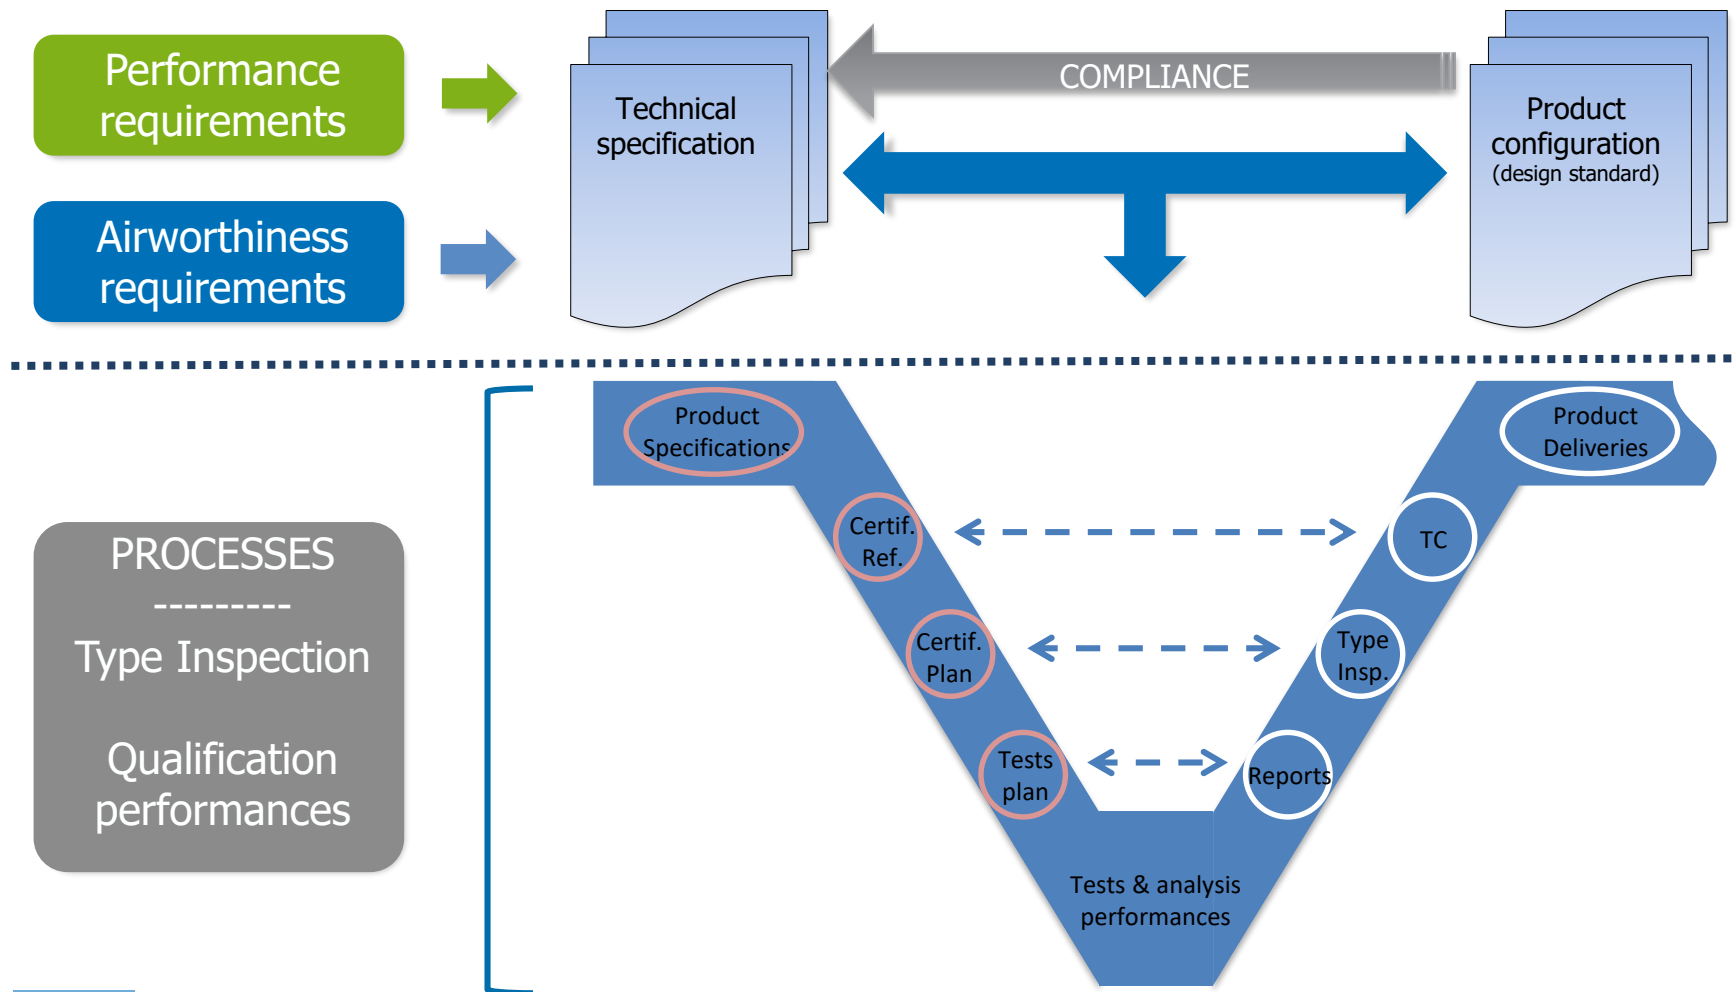 Performance
requirements
Airworthiness
requirements
Technical
specification
COMPLIANCE
Product
configuration
(design standard)
PROCESSES
---------
Type Inspection
Qualification
performances
Product
Specifications
Certif.
Ref.
Certif.
Plan
Tests
plan
Tests & analysis
performances
Reports
Type
Insp.
TC
Product
Deliveries